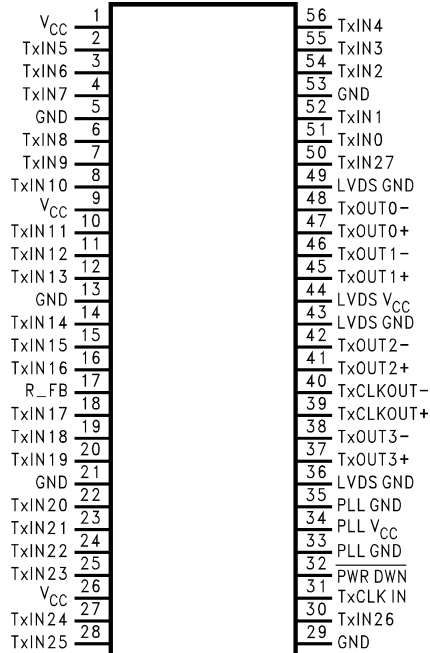 VCC 1 56 TxIN4
TxIN5 2 55 TxIN3
TxIN6 3 54 TxIN2
TxIN7 4 53 GND
GND 5 52 TxIN1
TxIN8 6 51 TxIN0
TxIN9 7 50 TxIN27
TxIN10 8 49 LVDS GND
VCC 9 48 TxOUT0−
TxIN11 10 47 TxOUT0+
TxIN12 11 46 TxOUT1−
TxIN13 12 45 TxOUT1+
GND 13 44 LVDS VCC
TxIN14 14 43 LVDS GND
TxIN15 15 42 TxOUT2−
TxIN16 16 41 TxOUT2+
R_FB 17 40 TxCLKOUT−
TxIN17 18 39 TxCLKOUT+
TxIN18 19 38 TxOUT3−
TxIN19 20 37 TxOUT3+
GND 21 36 LVDS GND
TxIN20 22 35 PLL GND
TxIN21 23 34 PLL VCC
TxIN22 24 33 PLL GND
TxIN23 25 32 PWR DWN
VCC 26 31 TxCLK IN
TxIN24 27 30 TxIN26
TxIN25 28 29 GND